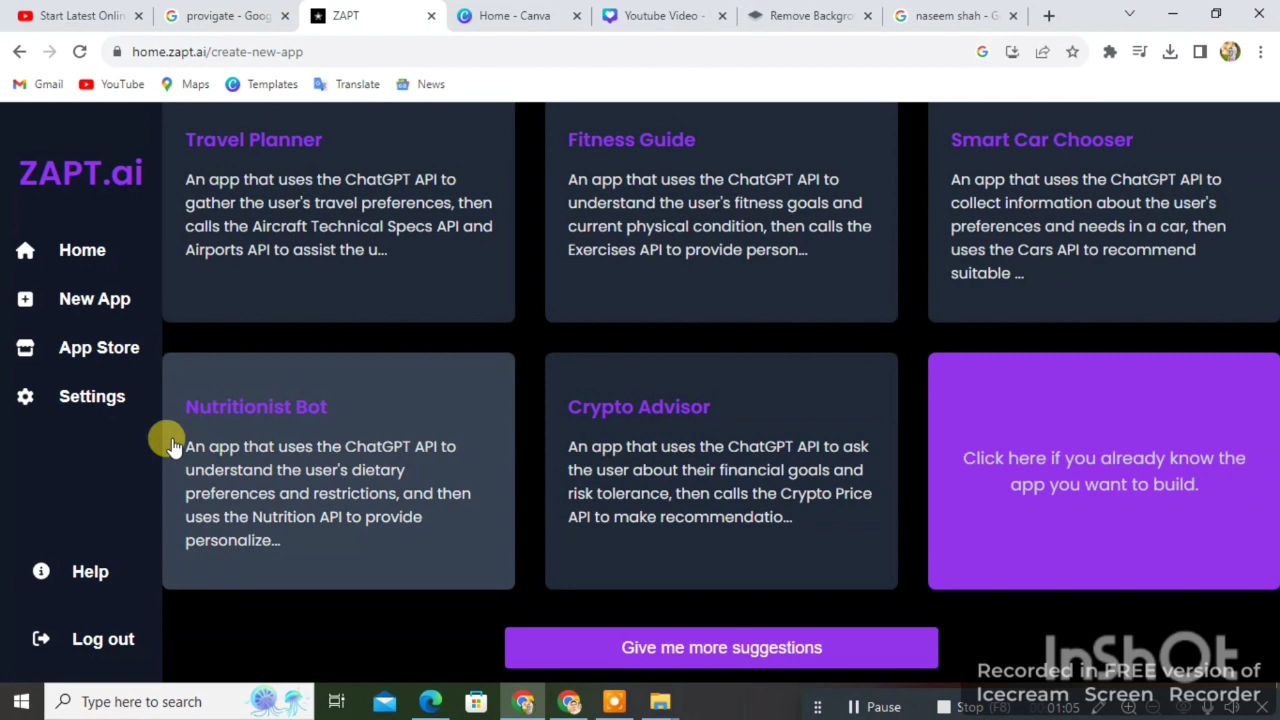 Start Latest Onlin
provigate - Goog
ZAPT
Home - Canva
Youtube Video -
Remove Backgro
naseem shah - G
home.zapt.ai/create-new-app
Gmail
YouTube
Maps
Templates
Translate
News
ZAPT.ai
Home
New App
App Store
Settings
Help
Log out
Travel Planner
An app that uses the ChatGPT API to
gather the user's travel preferences, then
calls the Aircraft Technical Specs API and
Airports API to assist the u...
Fitness Guide
An app that uses the ChatGPT API to
understand the user's fitness goals and
current physical condition, then calls the
Exercises API to provide person...
Smart Car Chooser
An app that uses the ChatGPT API to
collect information about the user's
preferences and needs in a car, then
uses the Cars API to recommend
suitable ...
Nutritionist Bot
An app that uses the ChatGPT API to
understand the user's dietary
preferences and restrictions, and then
uses the Nutrition API to provide
personalize...
Crypto Advisor
An app that uses the ChatGPT API to ask
the user about their financial goals and
risk tolerance, then calls the Crypto Price
API to make recommendatio...
Click here if you already know the
app you want to build.
Give me more suggestions
InShOt
Recorded in FREE version of
Icecream Screen Recorder
Type here to search
Pause
Stop (F8)
00:01:05